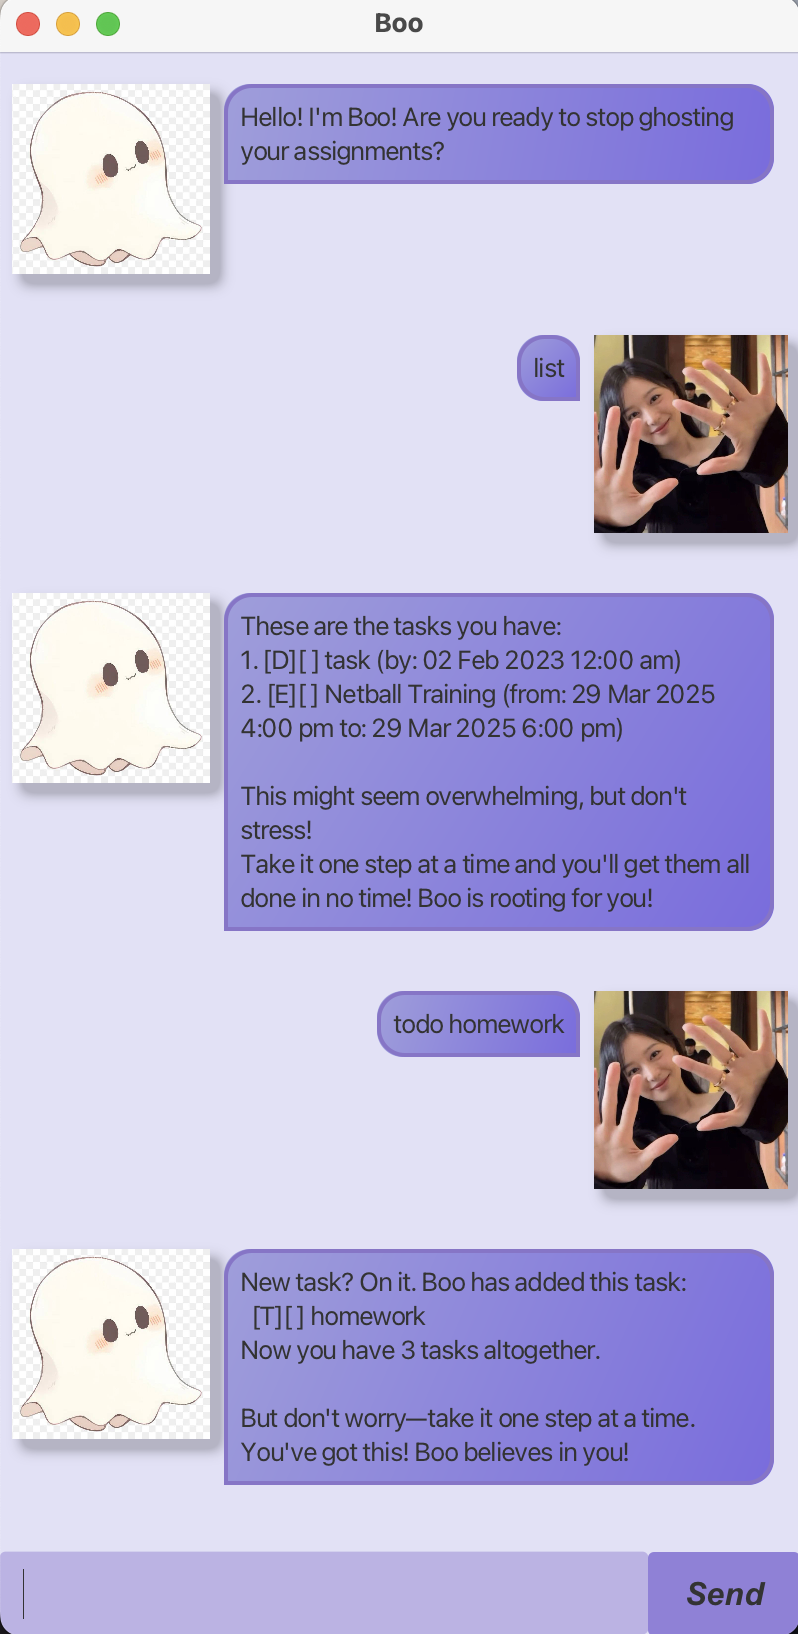 Boo
Hello! I'm Boo! Are you ready to stop ghosting
your assignments?
list
These are the tasks you have:
1. [D][ ] task (by: 02 Feb 2023 12:00 am)
2. [E][ ] Netball Training (from: 29 Mar 2025
4:00 pm to: 29 Mar 2025 6:00 pm)
This might seem overwhelming, but don't
stress!
Take it one step at a time and you'll get them all
done in no time! Boo is rooting for you!
todo homework
New task? On it. Boo has added this task:
[T][ ] homework
Now you have 3 tasks altogether.
But don't worry—take it one step at a time.
You've got this! Boo believes in you!
Send